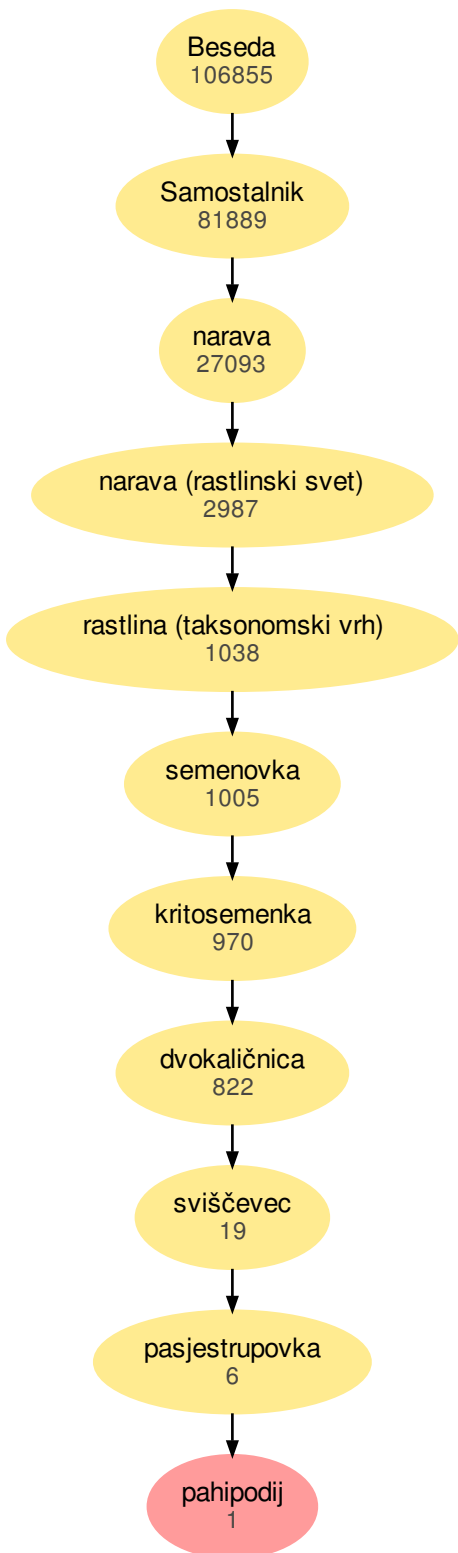 Beseda
106855
Samostalnik
81889
narava
27093
narava (rastlinski svet)
2987
rastlina (taksonomski vrh)
1038
semenovka
1005
kritosemenka
970
dvokaličnica
822
sviščevec
19
pasjestrupovka
6
pahipodij
1